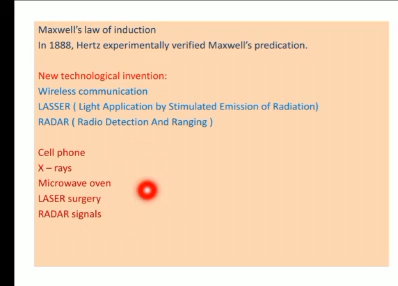 Maxwell's law of induction
In 1888, Hertz experimentally verified Maxwell's predication.
New technological invention:
Wireless communication
LASSER ( Light Application by Stimulated Emission of Radiation)
RADAR ( Radio Detection And Ranging )
Cell phone
X – rays
Microwave oven
LASER surgery
RADAR signals